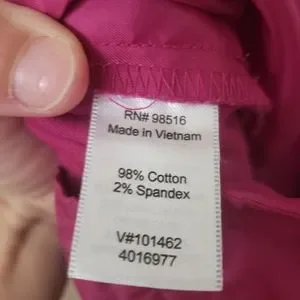 RN# 98516
Made in Vietnam
98% Cotton
2% Spandex
V#101462
4016977